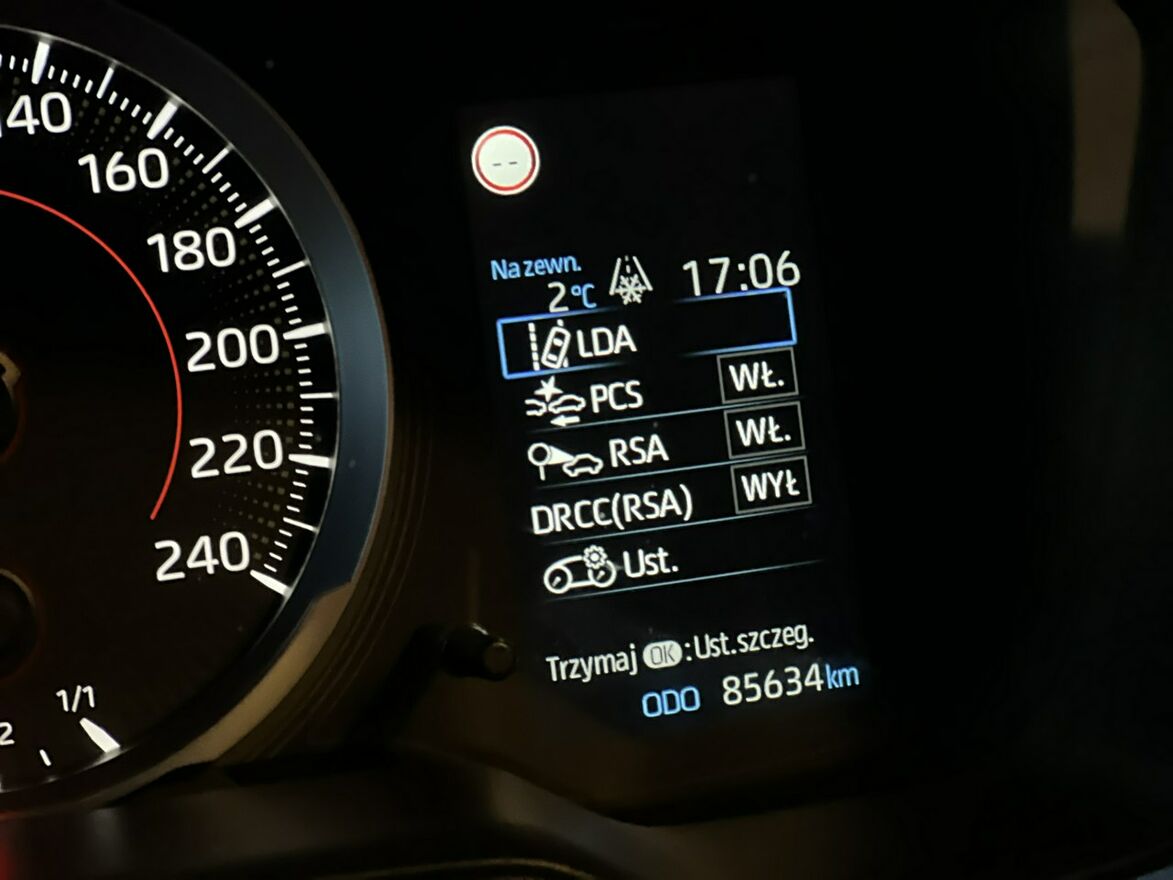 140
160
180
200
220
240
1/1
2
--
Na zewn.
2°C 17:06
LDA
PCS WŁ.
RSA WŁ.
DRCC(RSA) WYŁ
Ust.
Trzymaj OK:Ust.szczeg.
ODO 85634km